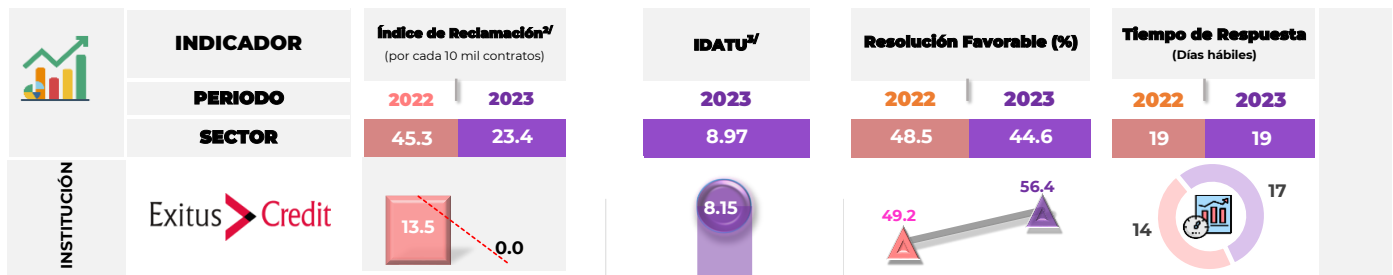 INDICADOR
Índice de Reclamación2/
(por cada 10 mil contratos)
IDATU3/
Resolución Favorable (%)
Tiempo de Respuesta
(Días hábiles)
PERIODO
2022 2023
2023
2022 2023
2022 2023
SECTOR
45.3 23.4
8.97
48.5 44.6
19 19
INSTITUCIÓN
Exitus Credit
13.5
0.0
8.15
49.2
56.4
14
17